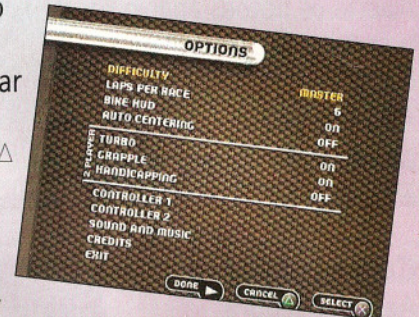 ar
△
OPTIONS
DIFFICULTY MASTER
LAPS PER RACE 6
BIKE HUD ON
AUTO CENTERING OFF
2 PLAYER
TURBO ON
GRAPPLE ON
HANDICAPPING OFF
CONTROLLER 1
CONTROLLER 2
SOUND AND MUSIC
CREDITS
EXIT
DONE CANCEL SELECT